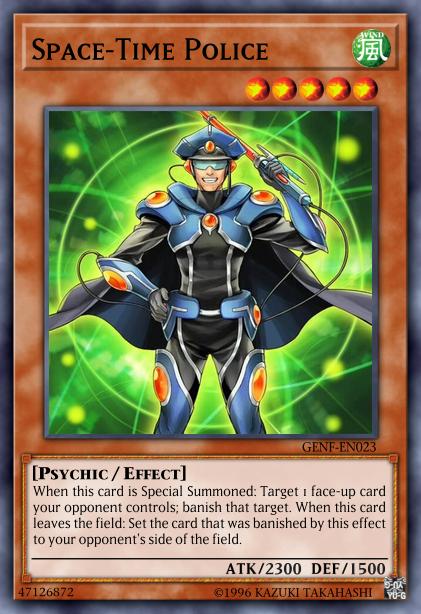 SPACE-TIME POLICE
WIND
風
GENF-EN023
[PSYCHIC / EFFECT]
When this card is Special Summoned: Target 1 face-up card
your opponent controls; banish that target. When this card
leaves the field: Set the card that was banished by this effect
to your opponent's side of the field.
ATK/2300 DEF/1500
47126872
©1996 KAZUKI TAKAHASHI